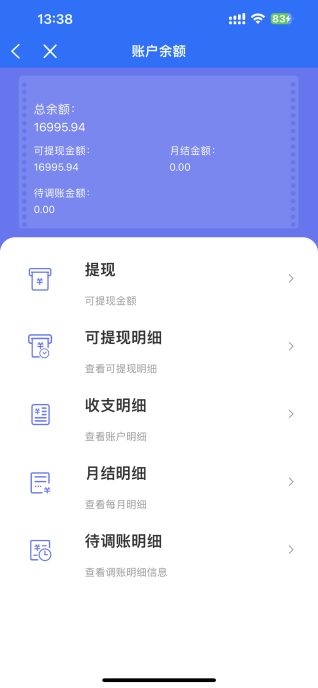 13:38
83
账户余额
总余额：
16995.94
可提现金额：
月结金额：
16995.94
0.00
待调账金额：
0.00
提现
可提现金额
可提现明细
查看可提现明细
收支明细
查看账户明细
月结明细
查看每月明细
待调账明细
查看调账明细信息